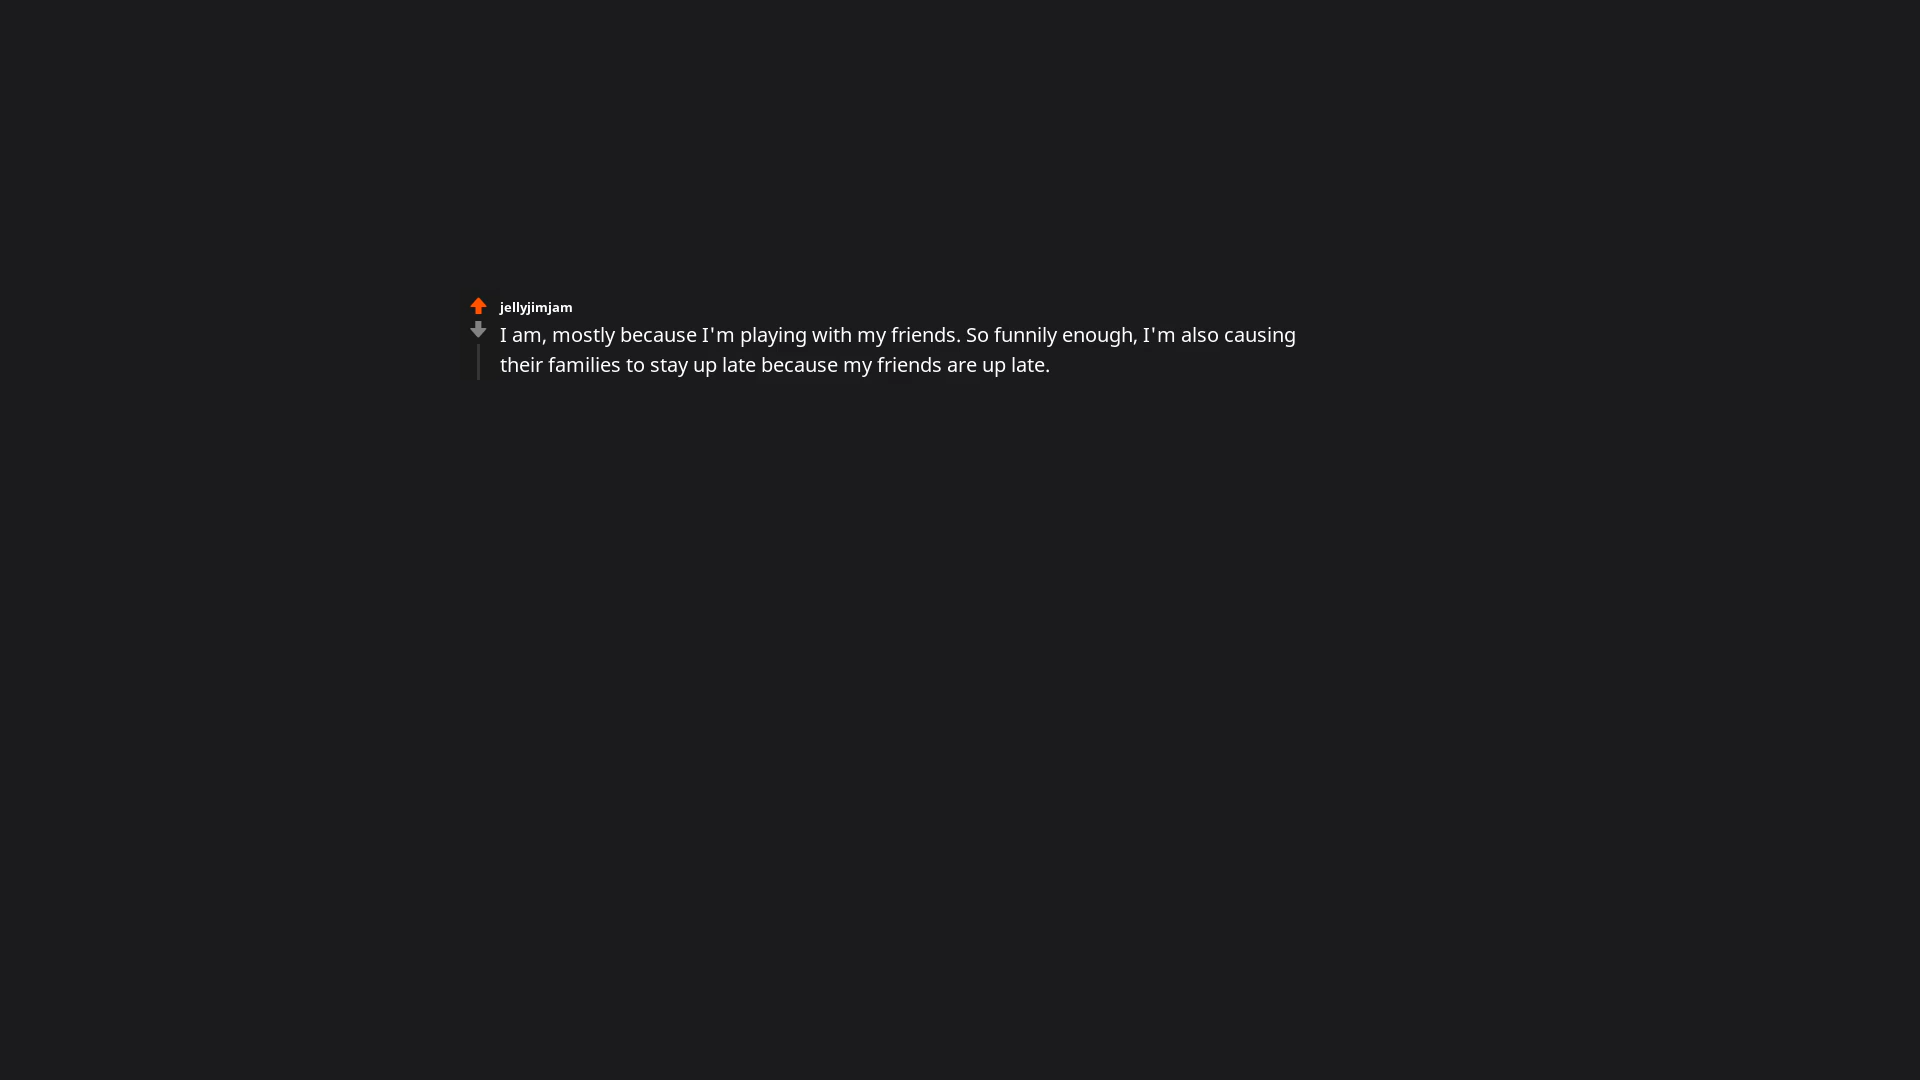 jellyjimjam
I am, mostly because I'm playing with my friends. So funnily enough, I'm also causing
their families to stay up late because my friends are up late.